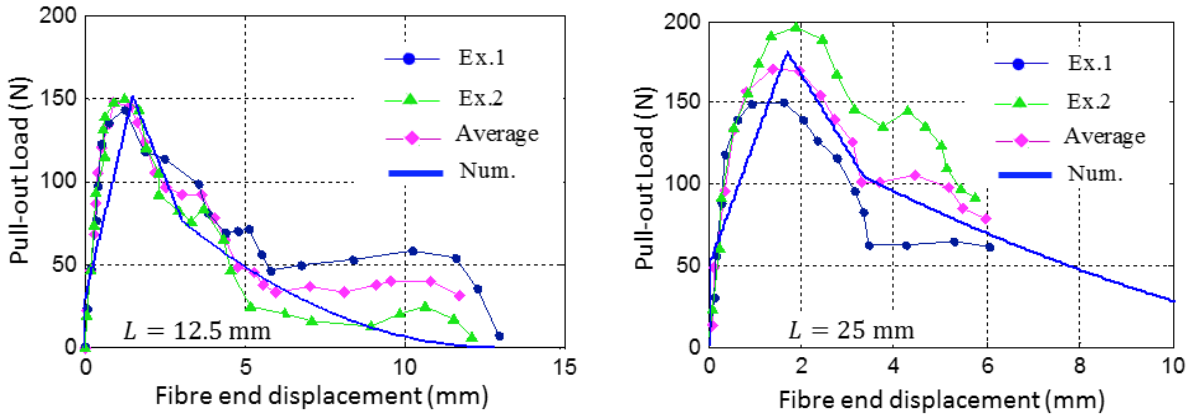 Pull-out Load (N)
200
150
100
50
0
0
5
10
15
Ex.1
Ex.2
Average
Num.
L = 12.5 mm
Fibre end displacement (mm)
Pull-out Load (N)
200
150
100
50
0
0
2
4
6
8
10
Ex.1
Ex.2
Average
Num.
L = 25 mm
Fibre end displacement (mm)